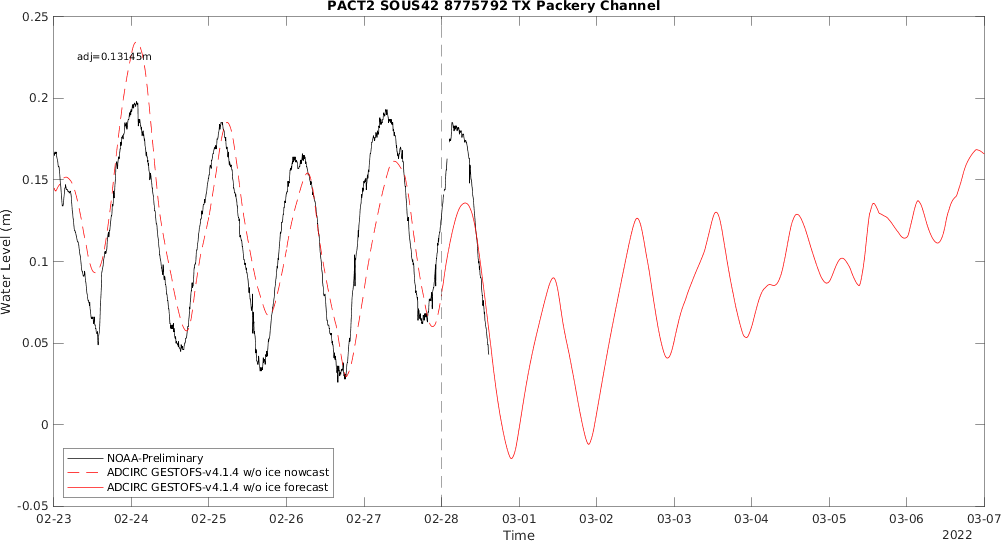 PACT2 SOUS42 8775792 TX Packery Channel
adj=0.13145m
0.25
0.2
0.15
0.1
0.05
0
-0.05
Water Level (m)
NOAA-Preliminary
ADCIRC GESTOFS-v4.1.4 w/o ice nowcast
ADCIRC GESTOFS-v4.1.4 w/o ice forecast
02-23 02-24 02-25 02-26 02-27 02-28 03-01 03-02 03-03 03-04 03-05 03-06 03-07
Time
2022